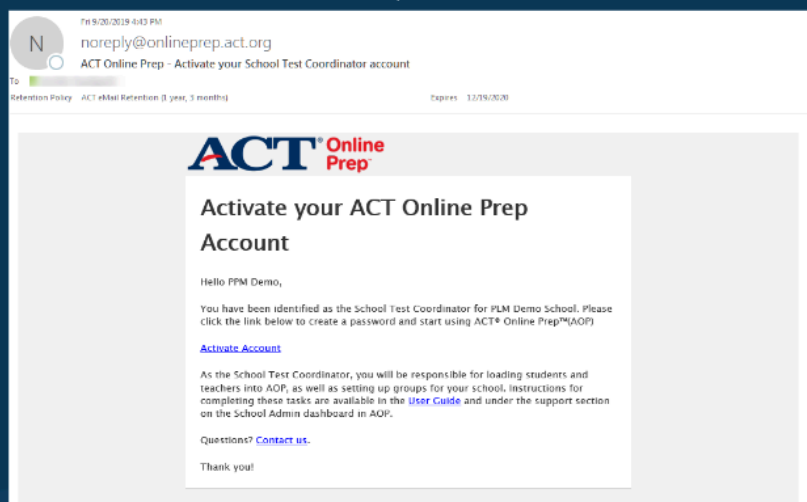 Fri 9/20/2019 4:43 PM
N
noreply@onlineprep.act.org
ACT Online Prep - Activate your School Test Coordinator account
To
Retention Policy ACT eMail Retention (1 year, 3 months) Expires 12/19/2020
ACT® Online
Prep™
Activate your ACT Online Prep
Account
Hello PPM Demo,
You have been identified as the School Test Coordinator for PLM Demo School. Please
click the link below to create a password and start using ACT® Online Prep™(AOP)
Activate Account
As the School Test Coordinator, you will be responsible for loading students and
teachers into AOP, as well as setting up groups for your school. Instructions for
completing these tasks are available in the User Guide and under the support section
on the School Admin dashboard in AOP.
Questions? Contact us.
Thank you!